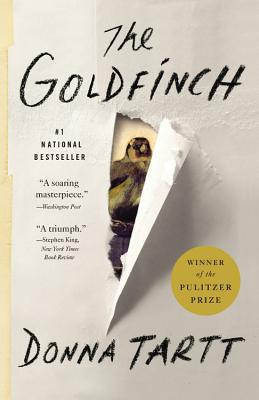 The
GOLDFINCH
#1
NATIONAL
BESTSELLER
"A soaring
masterpiece."
—Washington Post
"A triumph."
—Stephen King,
New York Times
Book Review
WINNER
of the
PULITZER
PRIZE
DONNA TARTT